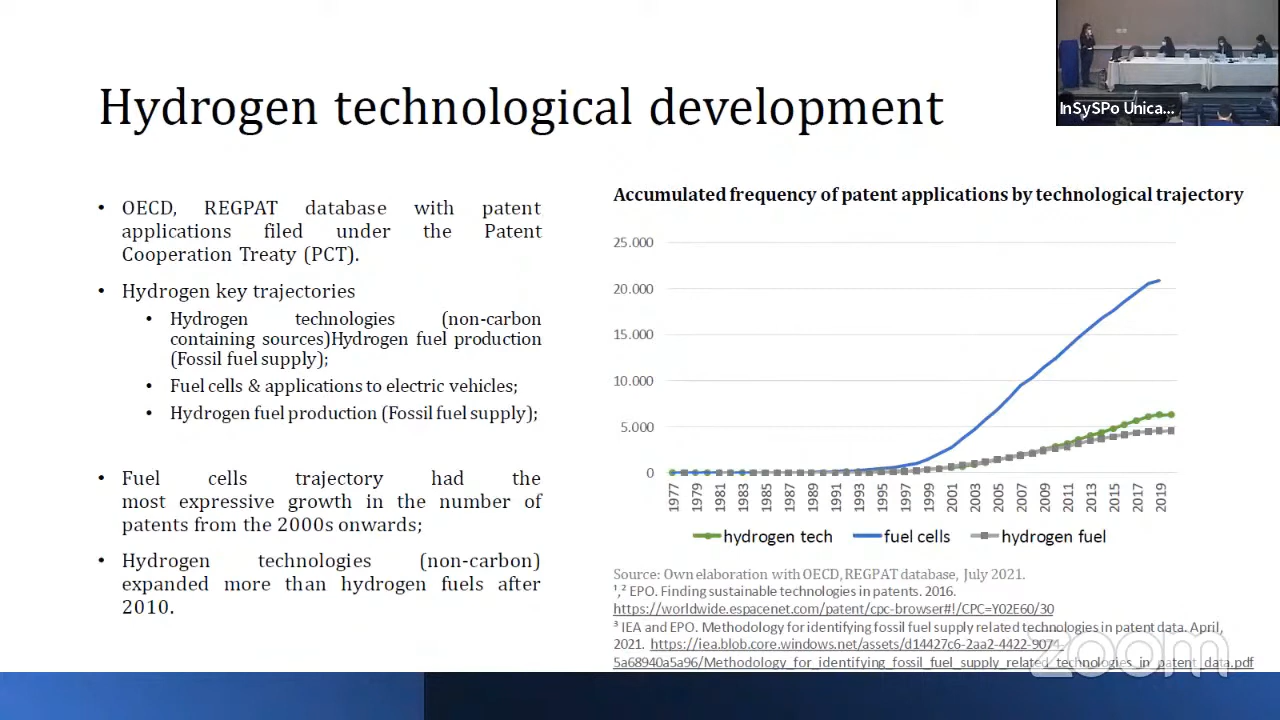 InSySPo Unica...
Hydrogen technological development
• OECD, REGPAT database with patent
applications filed under the Patent
Cooperation Treaty (PCT).
• Hydrogen key trajectories
• Hydrogen technologies (non-carbon
containing sources)Hydrogen fuel production
(Fossil fuel supply);
• Fuel cells & applications to electric vehicles;
• Hydrogen fuel production (Fossil fuel supply);
• Fuel cells trajectory had the
most expressive growth in the number of
patents from the 2000s onwards;
• Hydrogen technologies (non-carbon)
expanded more than hydrogen fuels after
2010.
Accumulated frequency of patent applications by technological trajectory
25.000
20.000
15.000
10.000
5.000
0
1977 1979 1981 1983 1985 1987 1989 1991 1993 1995 1997 1999 2001 2003 2005 2007 2009 2011 2013 2015 2017 2019
hydrogen tech fuel cells hydrogen fuel
Source: Own elaboration with OECD, REGPAT database, July 2021.
¹,² EPO. Finding sustainable technologies in patents. 2016.
https://worldwide.espacenet.com/patent/cpc-browser#!/CPC=Y02E60/30
³ IEA and EPO. Methodology for identifying fossil fuel supply related technologies in patent data. April,
2021. https://iea.blob.core.windows.net/assets/d14427c6-2aa2-4422-9074-
5a68940a5a96/Methodology_for_identifying_fossil_fuel_supply_related_technologies_in_patent_data.pdf
zoom